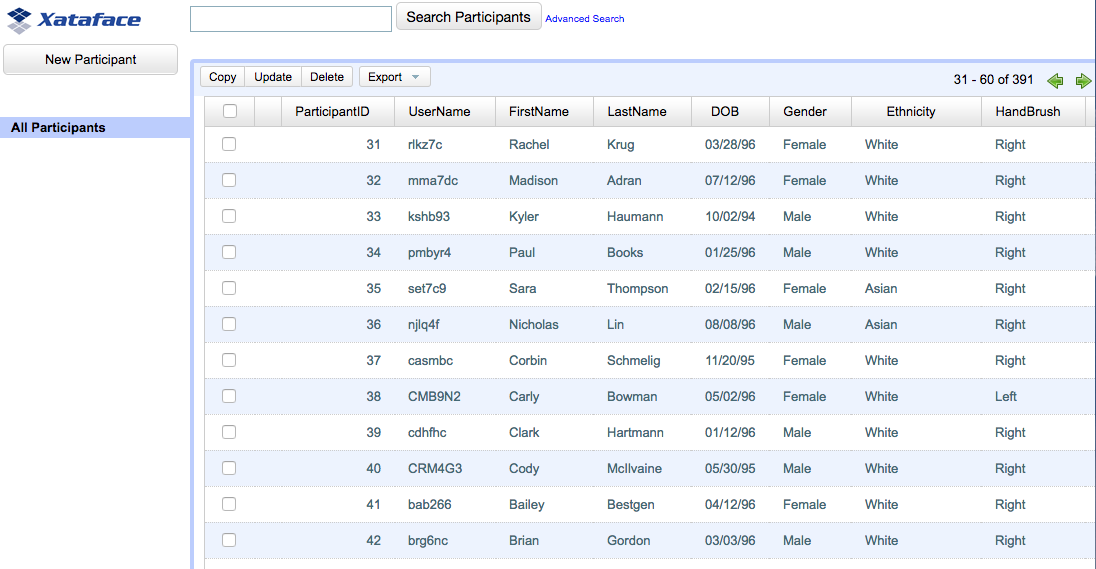 Xataface
Search Participants Advanced Search
New Participant
Copy Update Delete Export 31 - 60 of 391
All Participants
ParticipantID UserName FirstName LastName DOB Gender Ethnicity HandBrush
31 rlkz7c Rachel Krug 03/28/96 Female White Right
32 mma7dc Madison Adran 07/12/96 Female White Right
33 kshb93 Kyler Haumann 10/02/94 Male White Right
34 pmbyr4 Paul Books 01/25/96 Male White Right
35 set7c9 Sara Thompson 02/15/96 Female Asian Right
36 njlq4f Nicholas Lin 08/08/96 Male Asian Right
37 casmbc Corbin Schmelig 11/20/95 Female White Right
38 CMB9N2 Carly Bowman 05/02/96 Female White Left
39 cdhfhc Clark Hartmann 01/12/96 Male White Right
40 CRM4G3 Cody McIlvaine 05/30/95 Male White Right
41 bab266 Bailey Bestgen 04/12/96 Female White Right
42 brg6nc Brian Gordon 03/03/96 Male White Right